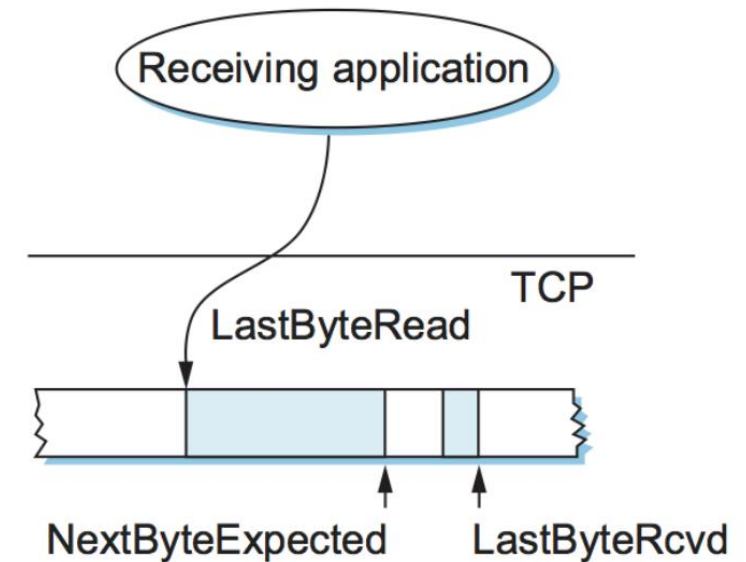 Receiving application
TCP
LastByteRead
NextByteExpected
LastByteRcvd